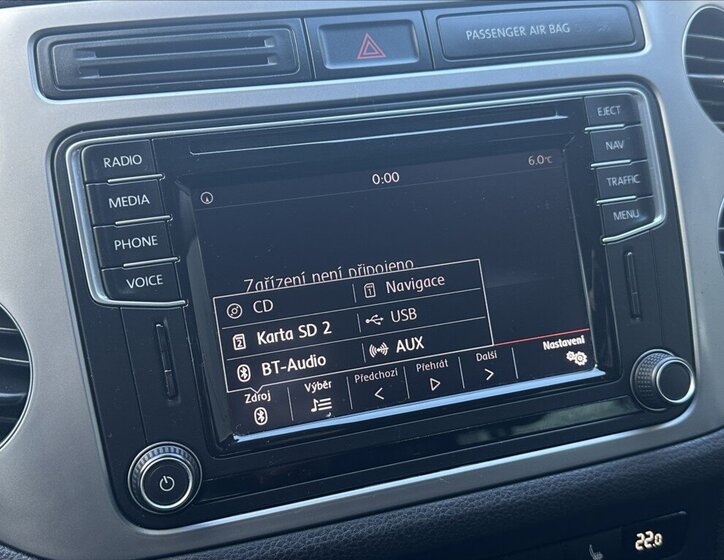 PASSENGER AIR BAG
RADIO
MEDIA
PHONE
VOICE
EJECT
NAV
TRAFFIC
MENU
0:00
6.0°C
Zařízení není připojeno
CD
Navigace
2 Karta SD 2
USB
BT-Audio
AUX
Zdroj
Výběr
Předchozí
Přehrát
Další
Nastavení
22.0